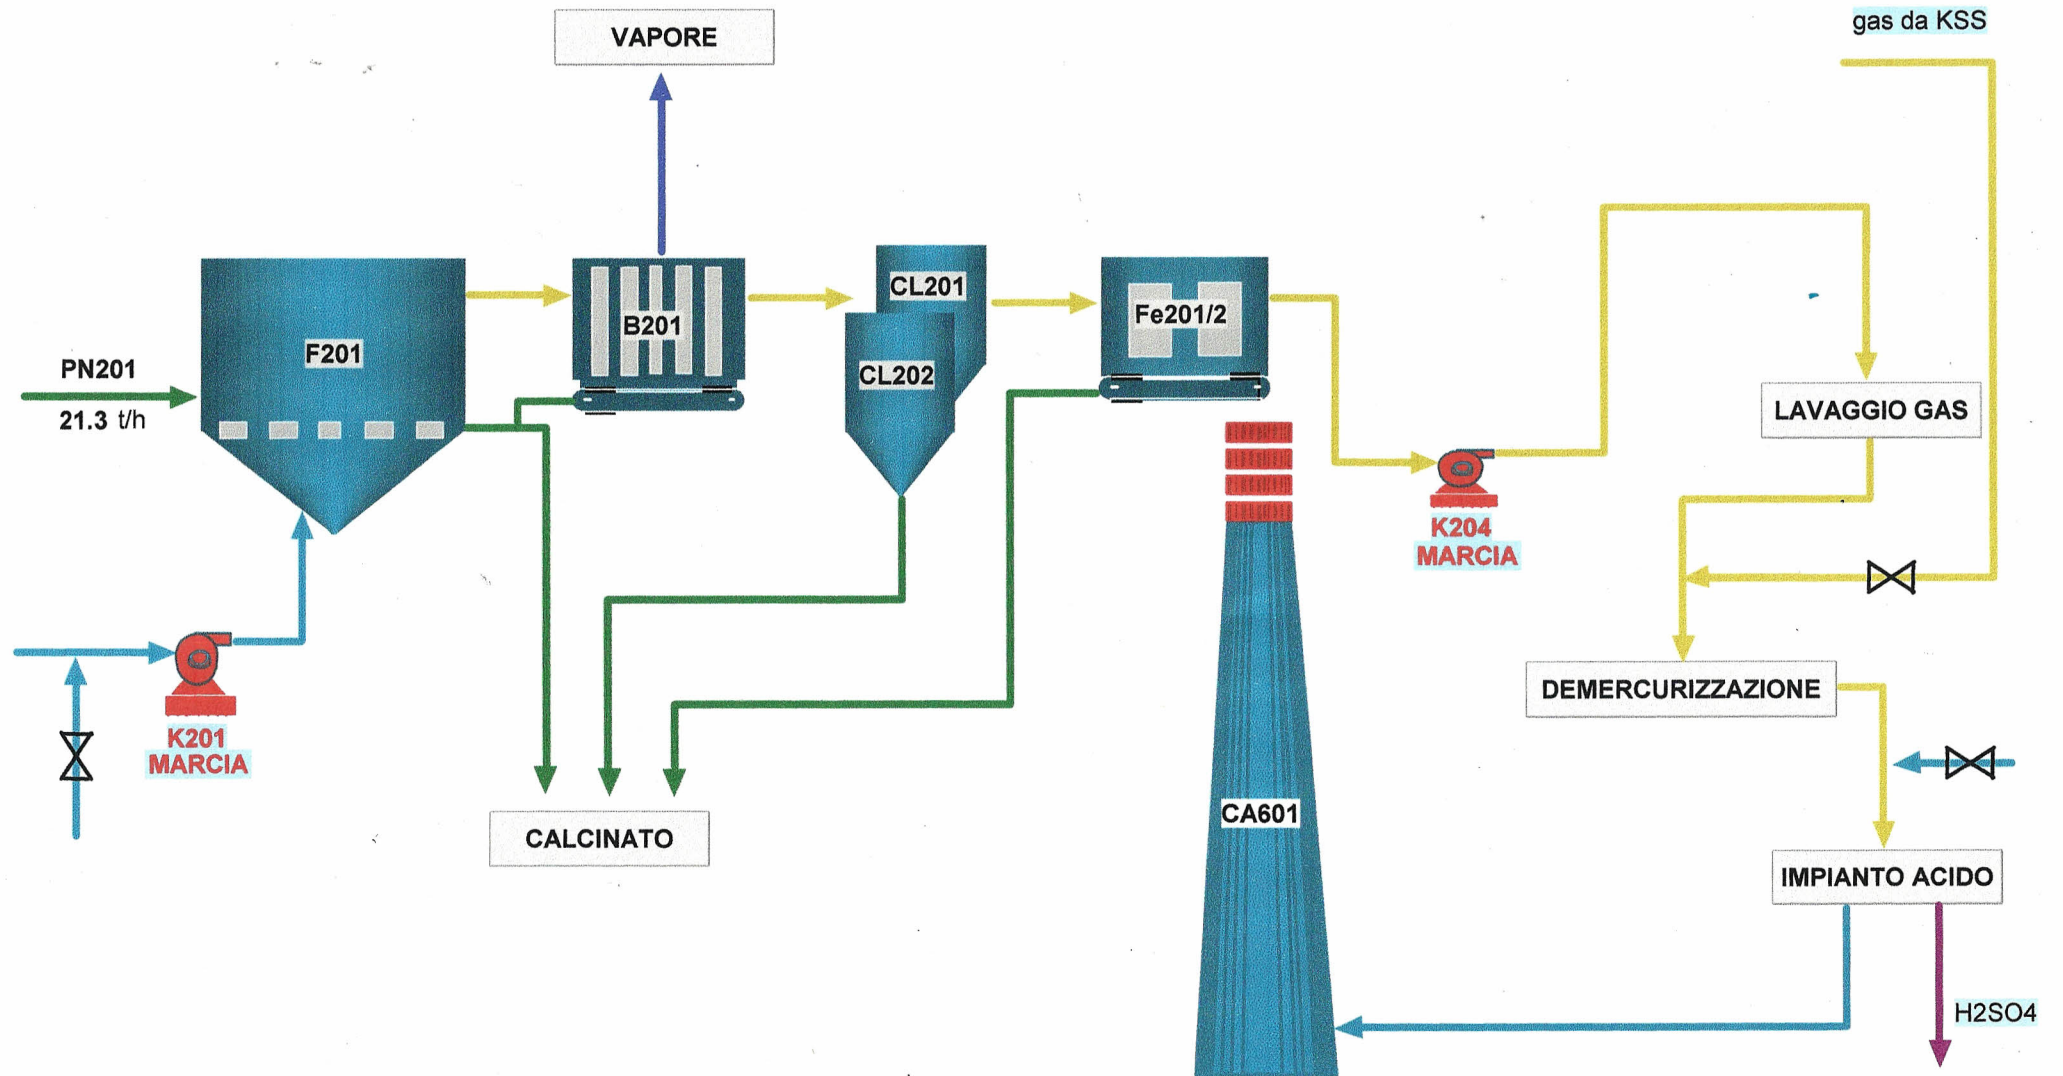 gas da KSS
VAPORE
CL201
F201
B201
Fe201/2
CL202
PN201
21.3 t/h
LAVAGGIO GAS
K204
MARCIA
DEMERCURIZZAZIONE
K201
MARCIA
CA601
CALCINATO
IMPIANTO ACIDO
H2SO4